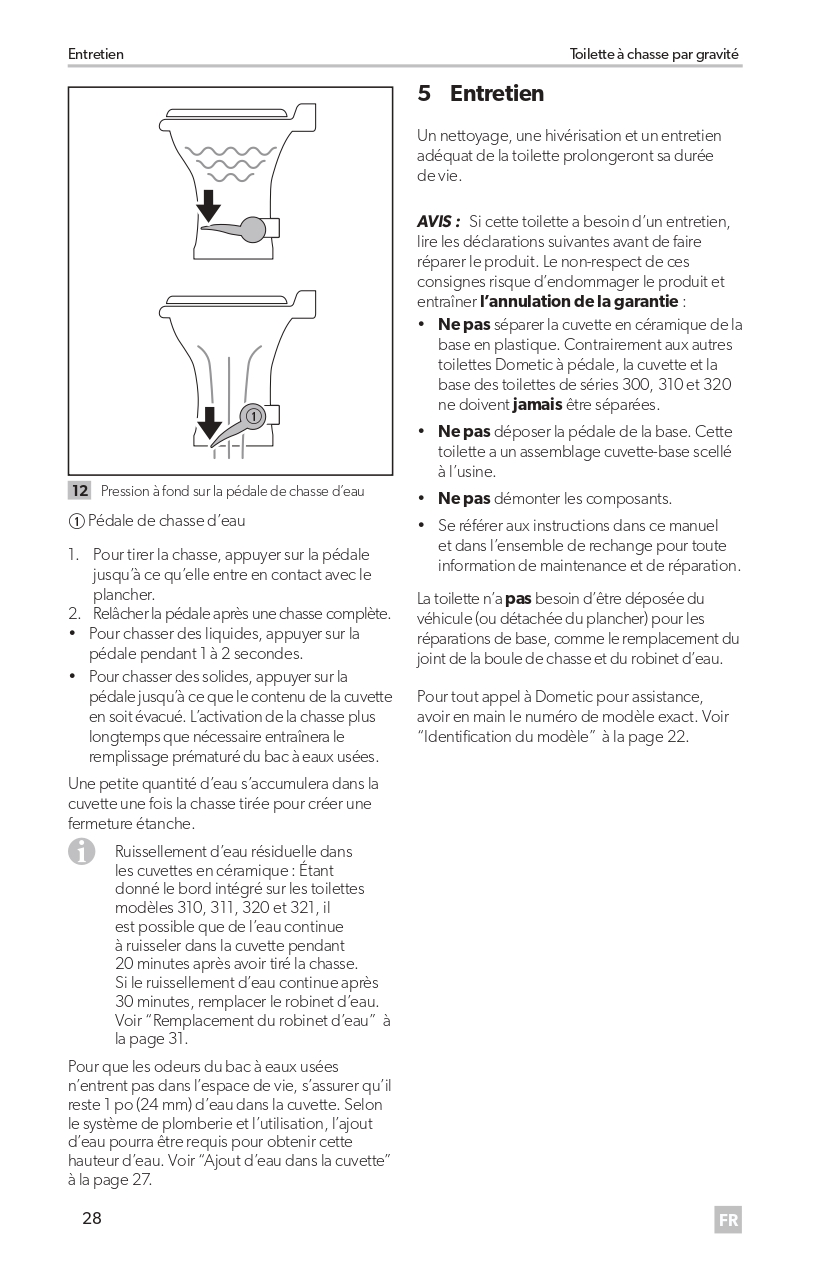 Entretien
Toilette à chasse par gravité
1
12 Pression à fond sur la pédale de chasse d’eau
① Pédale de chasse d’eau
1. Pour tirer la chasse, appuyer sur la pédale
jusqu’à ce qu’elle entre en contact avec le
plancher.
2. Relâcher la pédale après une chasse complète.
• Pour chasser des liquides, appuyer sur la
pédale pendant 1 à 2 secondes.
• Pour chasser des solides, appuyer sur la
pédale jusqu’à ce que le contenu de la cuvette
en soit évacué. L’activation de la chasse plus
longtemps que nécessaire entraînera le
remplissage prématuré du bac à eaux usées.
Une petite quantité d’eau s’accumulera dans la
cuvette une fois la chasse tirée pour créer une
fermeture étanche.
i Ruissellement d’eau résiduelle dans
les cuvettes en céramique : Étant
donné le bord intégré sur les toilettes
modèles 310, 311, 320 et 321, il
est possible que de l’eau continue
à ruisseler dans la cuvette pendant
20 minutes après avoir tiré la chasse.
Si le ruissellement d’eau continue après
30 minutes, remplacer le robinet d’eau.
Voir “Remplacement du robinet d’eau” à
la page 31.
Pour que les odeurs du bac à eaux usées
n’entrent pas dans l’espace de vie, s’assurer qu’il
reste 1 po (24 mm) d’eau dans la cuvette. Selon
le système de plomberie et l’utilisation, l’ajout
d’eau pourra être requis pour obtenir cette
hauteur d’eau. Voir “Ajout d’eau dans la cuvette”
à la page 27.
5 Entretien
Un nettoyage, une hivérisation et un entretien
adéquat de la toilette prolongeront sa durée
de vie.
AVIS : Si cette toilette a besoin d’un entretien,
lire les déclarations suivantes avant de faire
réparer le produit. Le non-respect de ces
consignes risque d’endommager le produit et
entraîner l’annulation de la garantie :
• Ne pas séparer la cuvette en céramique de la
base en plastique. Contrairement aux autres
toilettes Dometic à pédale, la cuvette et la
base des toilettes de séries 300, 310 et 320
ne doivent jamais être séparées.
• Ne pas déposer la pédale de la base. Cette
toilette a un assemblage cuvette-base scellé
à l’usine.
• Ne pas démonter les composants.
• Se référer aux instructions dans ce manuel
et dans l’ensemble de rechange pour toute
information de maintenance et de réparation.
La toilette n’a pas besoin d’être déposée du
véhicule (ou détachée du plancher) pour les
réparations de base, comme le remplacement du
joint de la boule de chasse et du robinet d’eau.
Pour tout appel à Dometic pour assistance,
avoir en main le numéro de modèle exact. Voir
“Identification du modèle” à la page 22.
28
FR